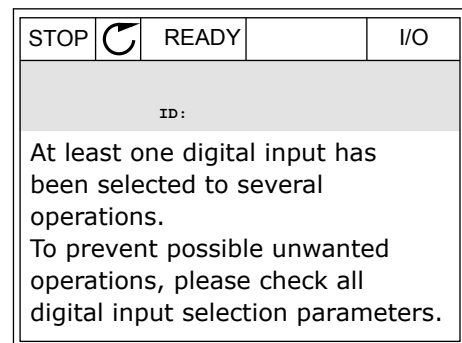 STOP READY I/O
ID:
At least one digital input has
been selected to several
operations.
To prevent possible unwanted
operations, please check all
digital input selection parameters.